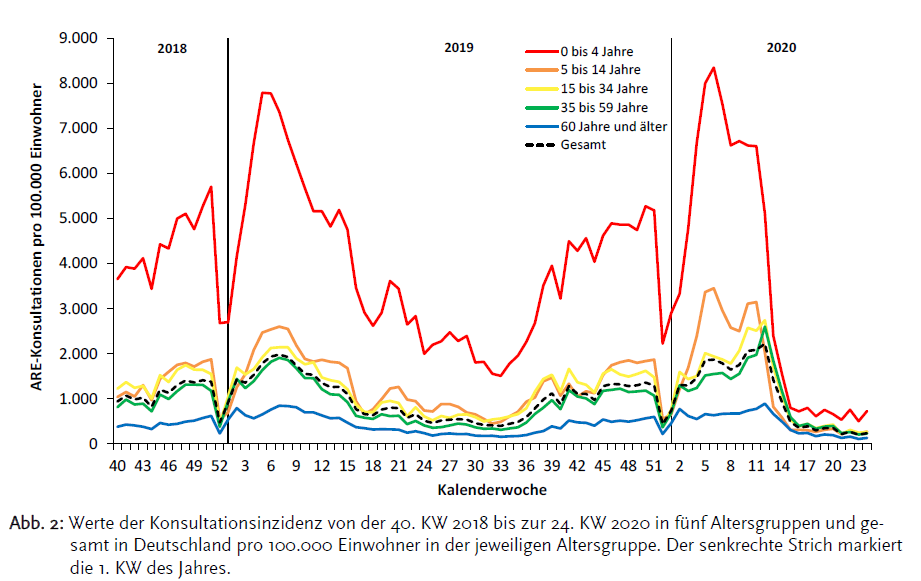 ARE-Konsultationen pro 100.000 Einwohner
9.000
8.000
7.000
6.000
5.000
4.000
3.000
2.000
1.000
0
2018
2019
2020
0 bis 4 Jahre
5 bis 14 Jahre
15 bis 34 Jahre
35 bis 59 Jahre
60 Jahre und älter
Gesamt
40 43 46 49 52 3 6 9 12 15 18 21 24 27 30 33 36 39 42 45 48 51 2 5 8 11 14 17 20 23
Kalenderwoche
Abb. 2: Werte der Konsultationsinzidenz von der 40. KW 2018 bis zur 24. KW 2020 in fünf Altersgruppen und ge-
samt in Deutschland pro 100.000 Einwohner in der jeweiligen Altersgruppe. Der senkrechte Strich markiert
die 1. KW des Jahres.